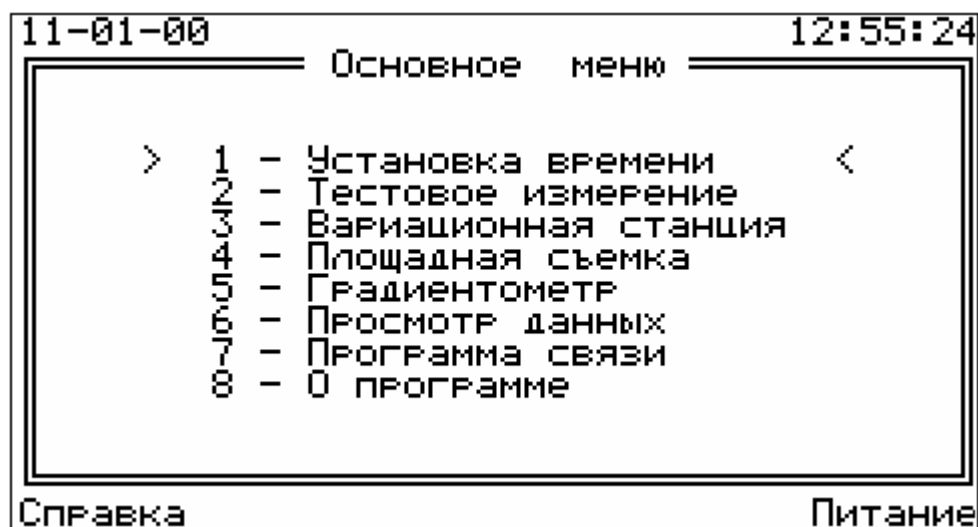 11-01-00 12:55:24
Основное меню
> 1 - Установка времени <
2 - Тестовое измерение
3 - Вариационная станция
4 - Площадная съемка
5 - Градиентометр
6 - Просмотр данных
7 - Программа связи
8 - О программе
Справка Питание